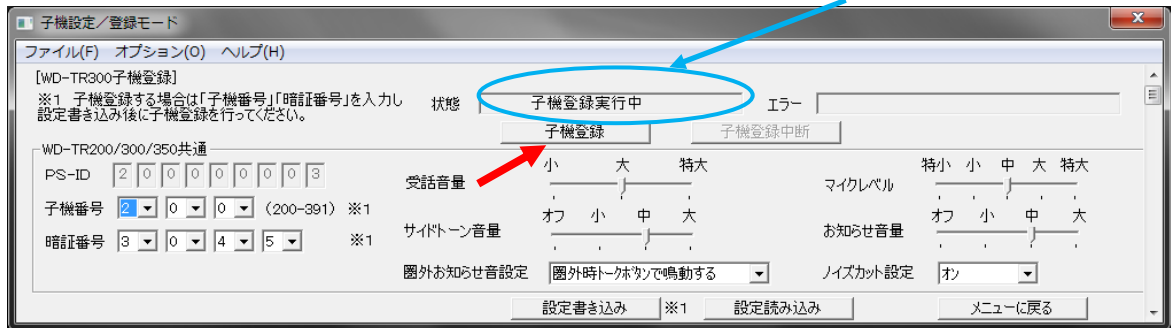 子機設定／登録モード
ファイル(F) オプション(O) ヘルプ(H)
[WD-TR300子機登録]
※1 子機登録する場合は「子機番号」「暗証番号」を入力し
設定書き込み後に子機登録を行ってください。
状態 子機登録実行中 エラー
子機登録 子機登録中断
WD-TR200/300/350共通
PS-ID 2 0 0 0 0 0 0 0 3
子機番号 2 0 0 (200-391) ※1
暗証番号 3 0 4 5 ※1
小 大 特大
受話音量
特小 小 中 大 特大
マイクレベル
オフ 小 中 大
サイドトーン音量
オフ 小 中 大
お知らせ音量
圏外お知らせ音設定 圏外時トークボタンで鳴動する
ノイズカット設定 オン
設定書き込み ※1 設定読み込み メニューに戻る